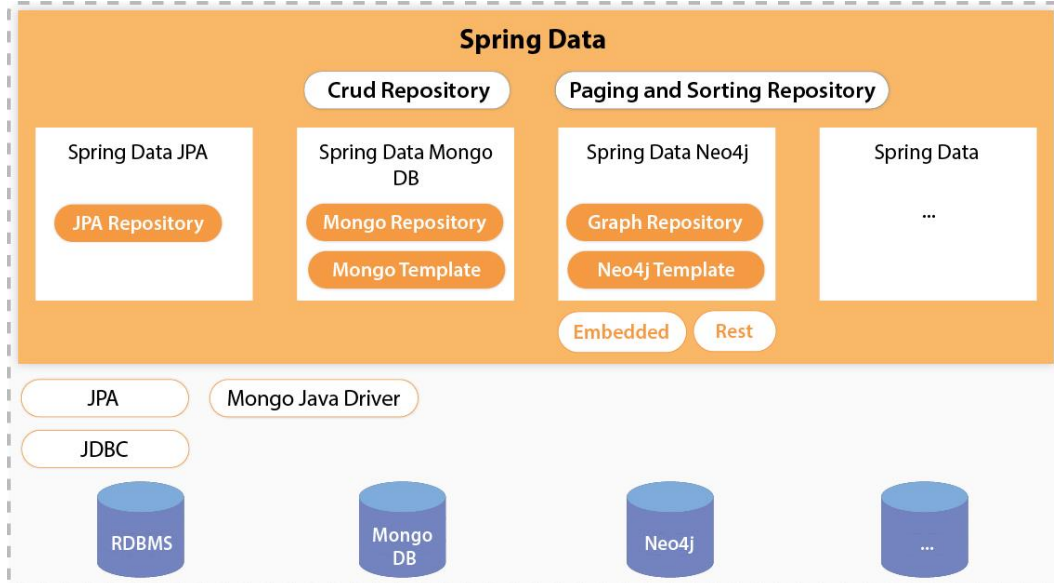 Spring Data
Crud Repository
Paging and Sorting Repository
Spring Data JPA
JPA Repository
Spring Data Mongo
DB
Mongo Repository
Mongo Template
Spring Data Neo4j
Graph Repository
Neo4j Template
Spring Data
...
Embedded
Rest
JPA
Mongo Java Driver
JDBC
RDBMS
Mongo
DB
Neo4j
...